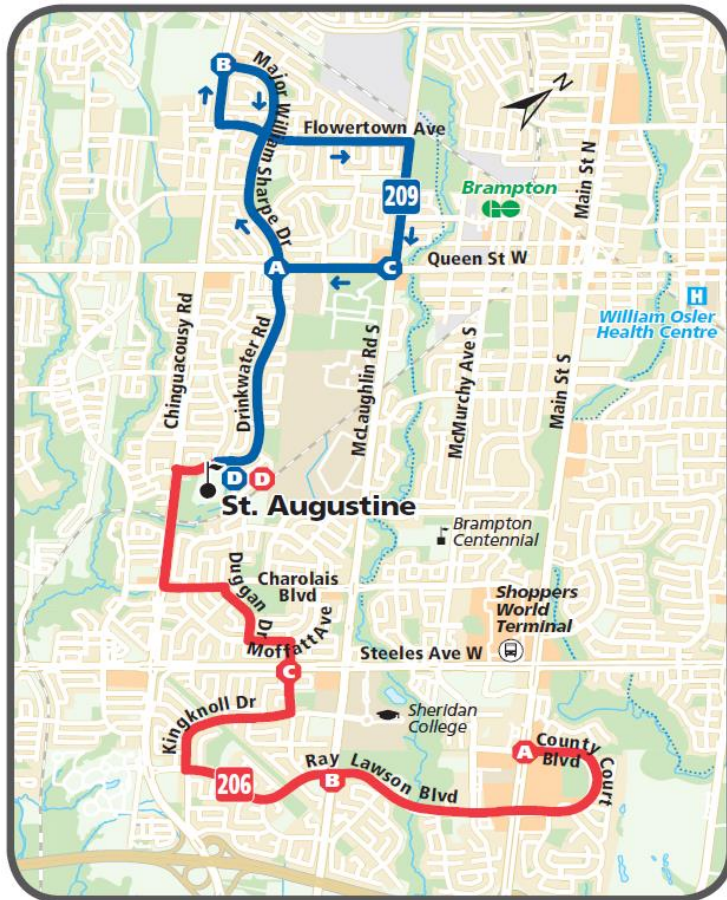 B
Major William Sharpe Dr
N
Flowertown Ave
209
Brampton
GO
Main St N
A
C
Queen St W
H
William Osler
Health Centre
Chinguacousy Rd
Drinkwater Rd
McLaughlin Rd S
McMurchy Ave S
Main St S
D
D
St. Augustine
Brampton
Centennial
Duggan Dr
Charolais
Blvd
Shoppers
World
Terminal
Moffatt Ave
Steeles Ave W
C
Kingknoll Dr
Sheridan
College
A
County Court
Blvd
206
Ray Lawson Blvd
B